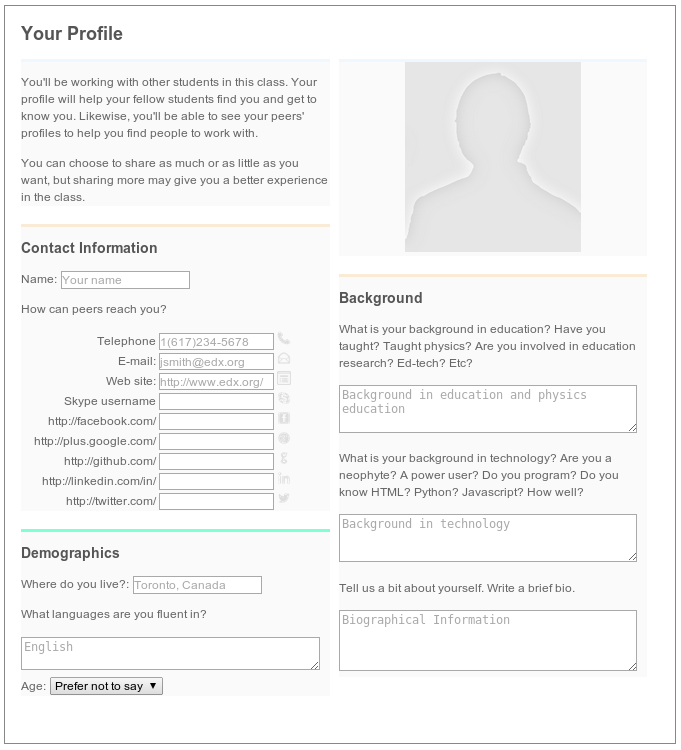 Your Profile
You'll be working with other students in this class. Your
profile will help your fellow students find you and get to
know you. Likewise, you'll be able to see your peers'
profiles to help you find people to work with.
You can choose to share as much or as little as you
want, but sharing more may give you a better experience
in the class.
Contact Information
Name: Your name
How can peers reach you?
Telephone 1(617)234-5678
E-mail: jsmith@edx.org
Web site: http://www.edx.org/
Skype username
http://facebook.com/
http://plus.google.com/
http://github.com/
http://linkedin.com/in/
http://twitter.com/
Demographics
Where do you live?: Toronto, Canada
What languages are you fluent in?
English
Age: Prefer not to say
Background
What is your background in education? Have you
taught? Taught physics? Are you involved in education
research? Ed-tech? Etc?
Background in education and physics
education
What is your background in technology? Are you a
neophyte? A power user? Do you program? Do you
know HTML? Python? Javascript? How well?
Background in technology
Tell us a bit about yourself. Write a brief bio.
Biographical Information